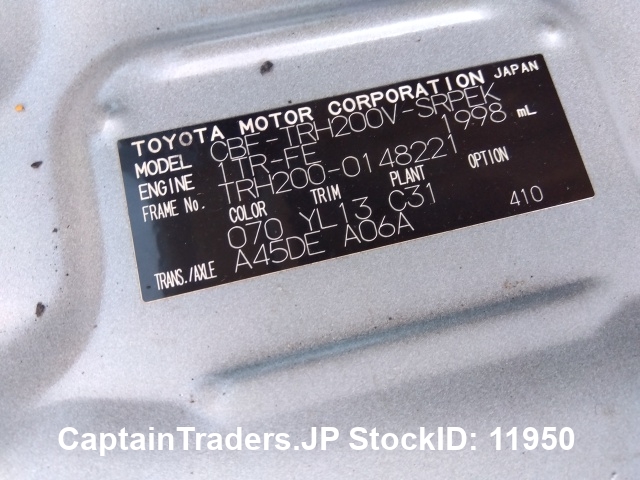 TOYOTA MOTOR CORPORATION JAPAN
MODEL CBF-TRH200V-SRPEK
ENGINE 1TR-FE 1998 mL
FRAME No. TRH200-0148221
COLOR TRIM PLANT OPTION
070 YL13 C31 410
TRANS./AXLE A45DE A06A
CaptainTraders.JP StockID: 11950